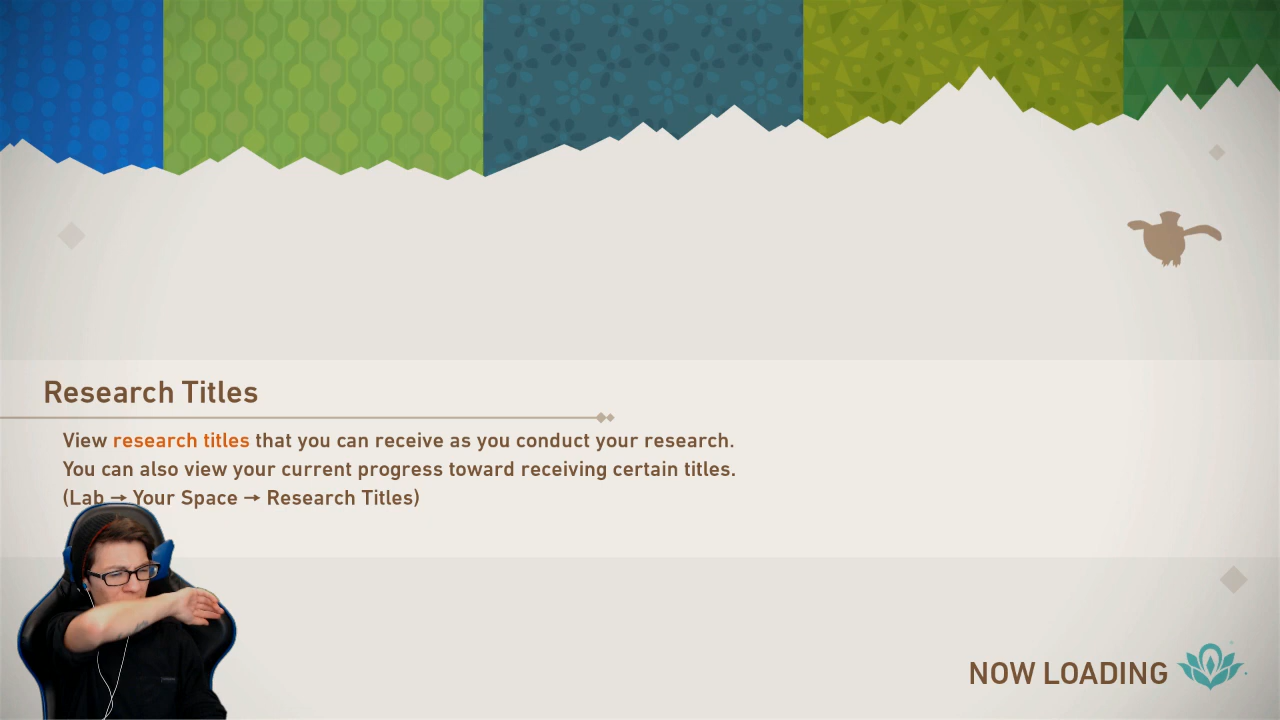 Research Titles
View research titles that you can receive as you conduct your research.
You can also view your current progress toward receiving certain titles.
(Lab → Your Space → Research Titles)
NOW LOADING